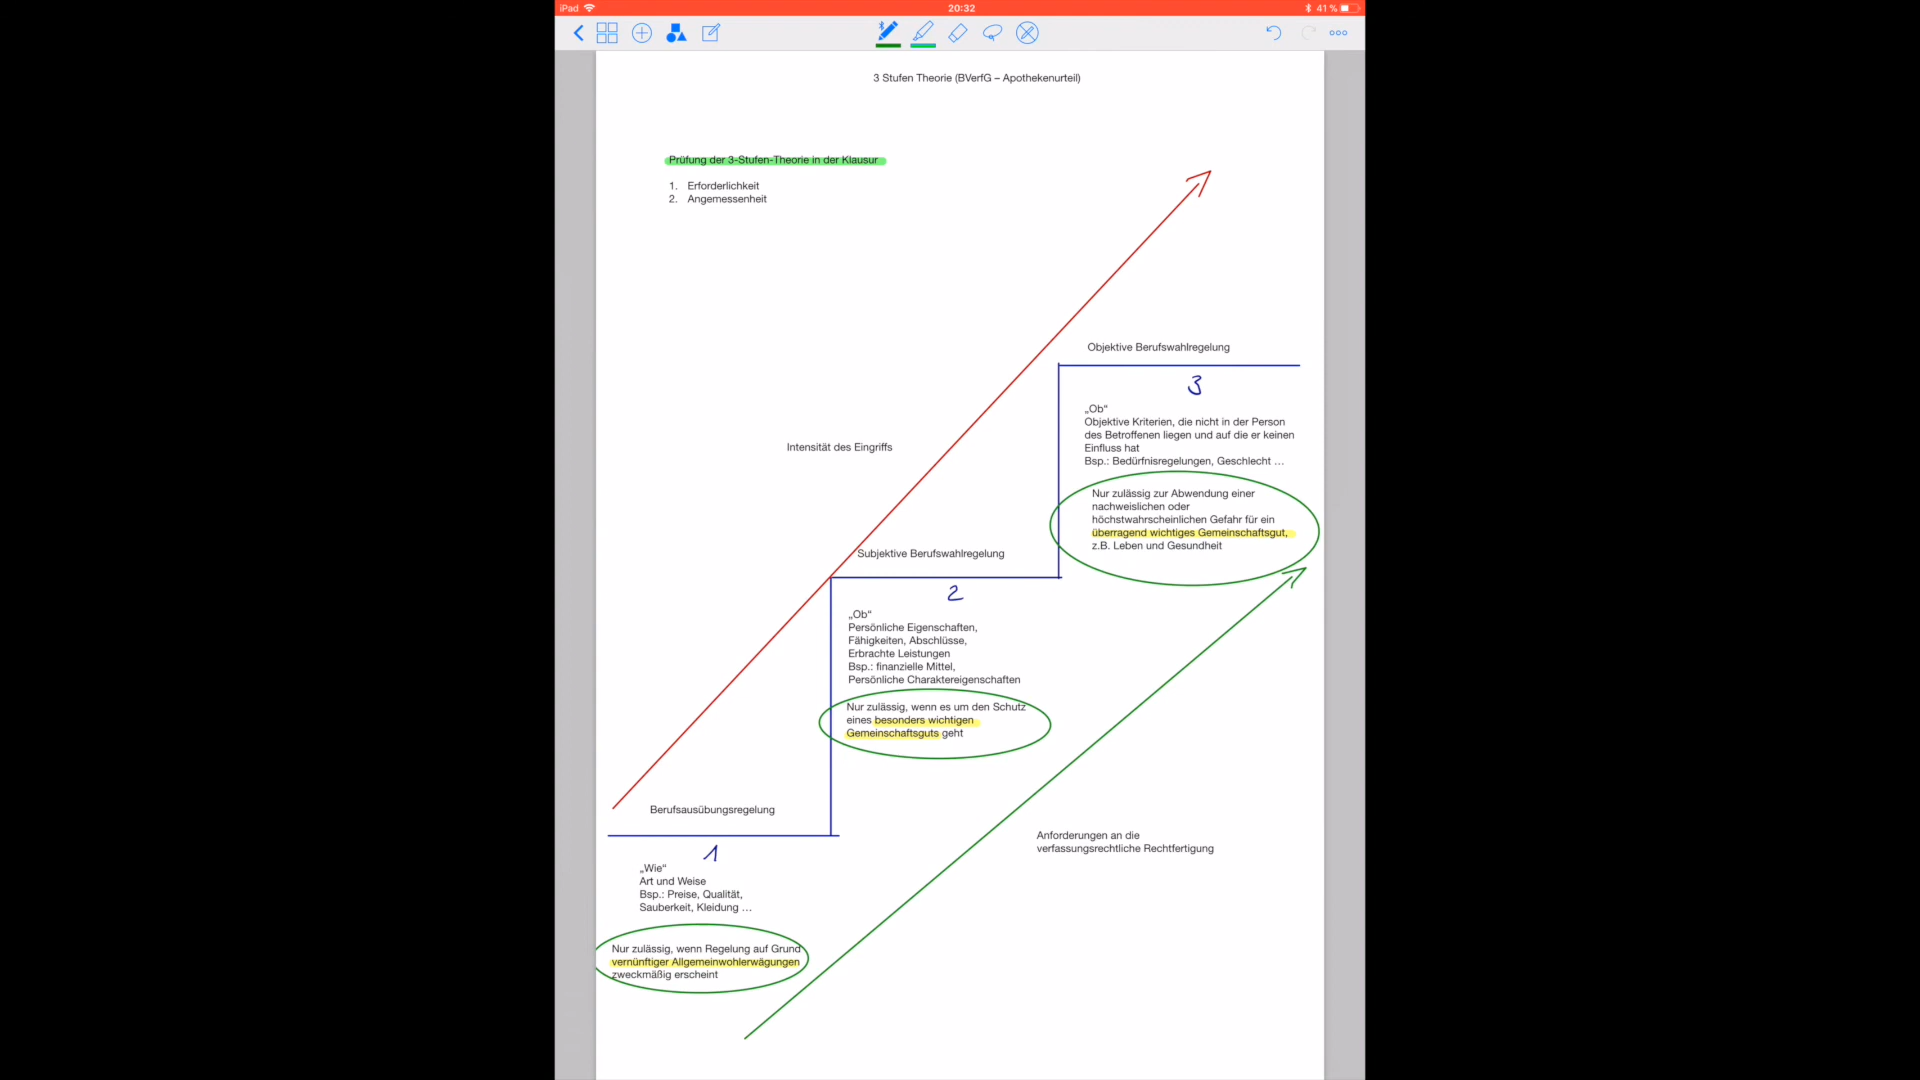 iPad
20:32
41 %
3 Stufen Theorie (BVerfG – Apothekenurteil)
Prüfung der 3-Stufen-Theorie in der Klausur
1. Erforderlichkeit
2. Angemessenheit
Objektive Berufswahlregelung
3
„Ob“
Objektive Kriterien, die nicht in der Person
des Betroffenen liegen und auf die er keinen
Einfluss hat
Bsp.: Bedürfnisregelungen, Geschlecht …
Nur zulässig zur Abwendung einer
nachweislichen oder
höchstwahrscheinlichen Gefahr für ein
überragend wichtiges Gemeinschaftsgut,
z.B. Leben und Gesundheit
Intensität des Eingriffs
Subjektive Berufswahlregelung
2
„Ob“
Persönliche Eigenschaften,
Fähigkeiten, Abschlüsse,
Erbrachte Leistungen
Bsp.: finanzielle Mittel,
Persönliche Charaktereigenschaften
Nur zulässig, wenn es um den Schutz
eines besonders wichtigen
Gemeinschaftsguts geht
Berufsausübungsregelung
1
„Wie“
Art und Weise
Bsp.: Preise, Qualität,
Sauberkeit, Kleidung …
Nur zulässig, wenn Regelung auf Grund
vernünftiger Allgemeinwohlerwägungen
zweckmäßig erscheint
Anforderungen an die
verfassungsrechtliche Rechtfertigung